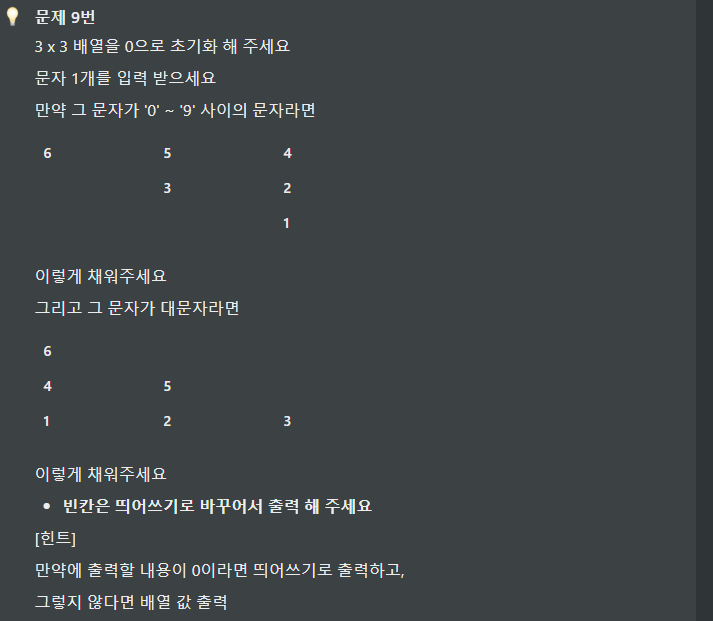 문제 9번
3 x 3 배열을 0으로 초기화 해 주세요
문자 1개를 입력 받으세요
만약 그 문자가 '0' ~ '9' 사이의 문자라면
6 5 4
3 2
1
이렇게 채워주세요
그리고 그 문자가 대문자라면
6
4 5
1 2 3
이렇게 채워주세요
• 빈칸은 띄어쓰기로 바꾸어서 출력 해 주세요
[힌트]
만약에 출력할 내용이 0이라면 띄어쓰기로 출력하고,
그렇지 않다면 배열 값 출력